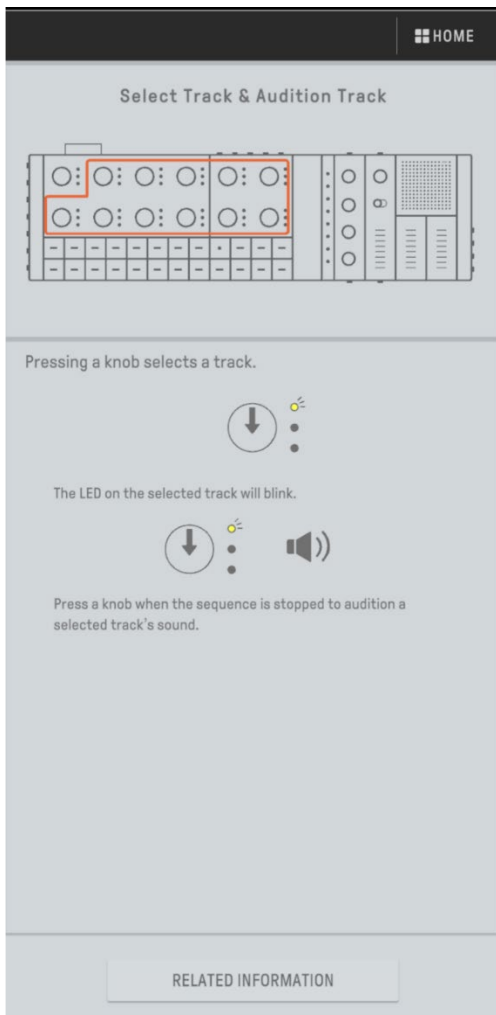 HOME
Select Track & Audition Track
Pressing a knob selects a track.
The LED on the selected track will blink.
Press a knob when the sequence is stopped to audition a
selected track's sound.
RELATED INFORMATION